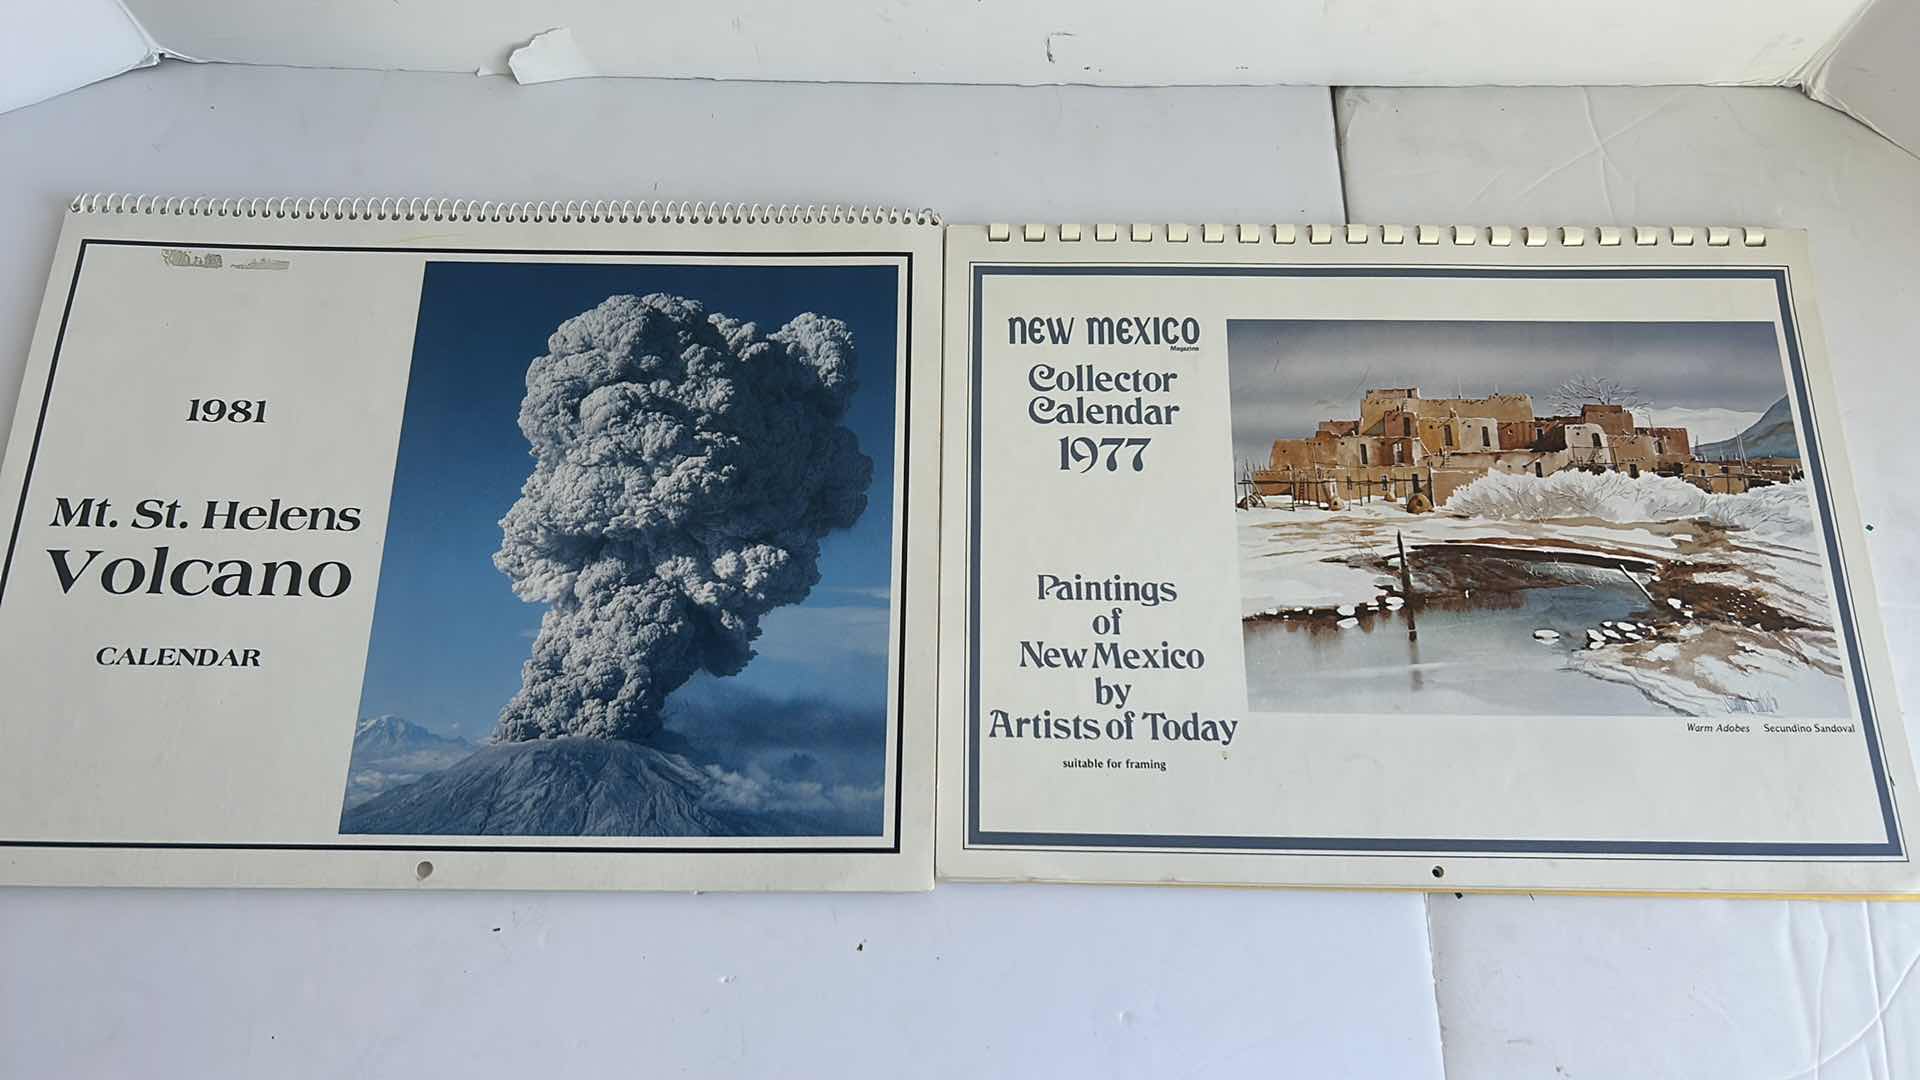 1981
Mt. St. Helens
Volcano
CALENDAR
NEW MEXICO
Magazine
Collector
Calendar
1977
Paintings
of
New Mexico
by
Artists of Today
suitable for framing
Warm Adobes Secundino Sandoval